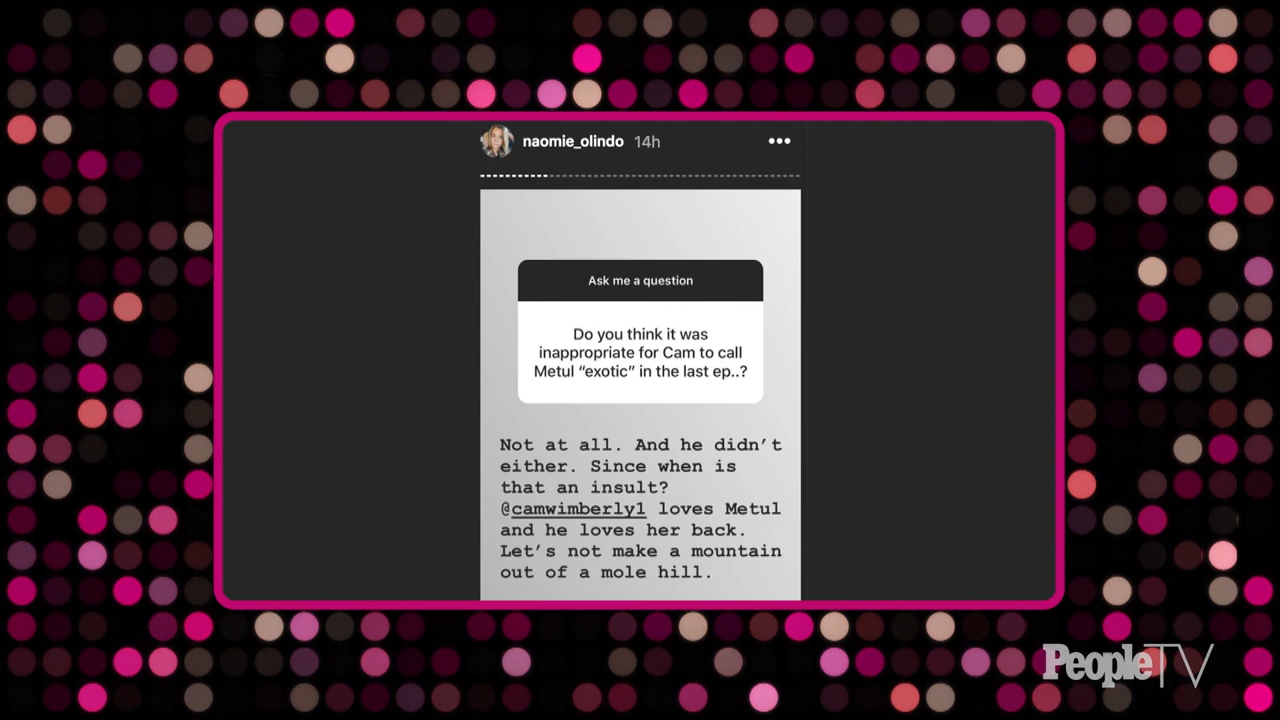 naomie_olindo 14h
Ask me a question
Do you think it was
inappropriate for Cam to call
Metul “exotic” in the last ep..?
Not at all. And he didn’t
either. Since when is
that an insult?
@camwimberly1 loves Metul
and he loves her back.
Let’s not make a mountain
out of a mole hill.
PeopleTV